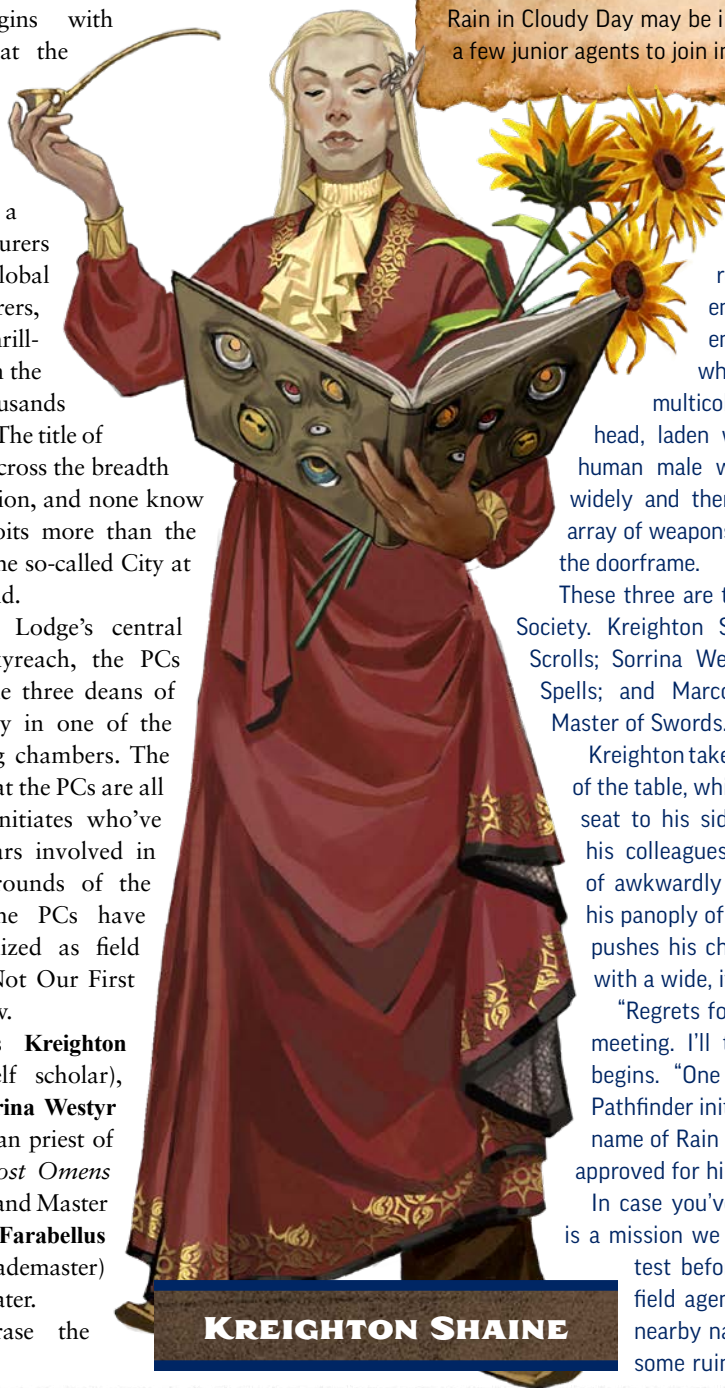 gins with
at the
a
urers
lobal
rers,
rill-
n the
usands
The title of
cross the breadth
ion, and none know
oits more than the
he so-called City at
d.
Lodge's central
kyreach, the PCs
e three deans of
y in one of the
g chambers. The
at the PCs are all
nitiates who've
ars involved in
rounds of the
he PCs have
ized as field
Not Our First
w.
s Kreighton
elf scholar),
rina Westyr
an priest of
ost Omens
and Master
Farabellus
ademaster)
ater.
rase the
Rain in Cloudy Day may be i
a few junior agents to join in
r
en
en
wh
multico
head, laden w
human male w
widely and then
array of weapons
the doorframe.
These three are t
Society. Kreighton S
Scrolls; Sorrina We
Spells; and Marco
Master of Swords.
Kreighton take
of the table, wh
seat to his sid
his colleagues
of awkwardly
his panoply of
pushes his ch
with a wide, i
“Regrets fo
meeting. I'll t
begins. “One
Pathfinder init
name of Rain
approved for hi
In case you've
is a mission we
test befor
field agen
nearby na
some ruin
KREIGHTON SHAINE